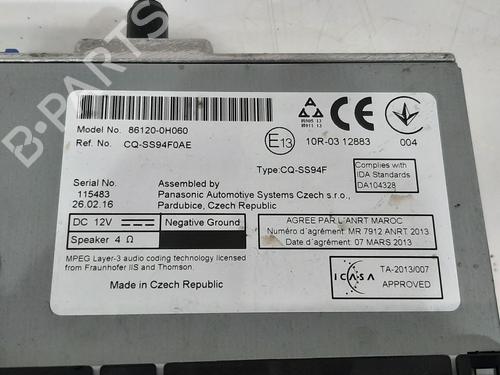 B-PARTS
Model No. 86120-0H060
Ref. No. CQ-SS94F0AE
CE
E13
10R-03 12883
004
Type:CQ-SS94F
Complies with
IDA Standards
DA104328
Serial No.
115483
26.02.16
Assembled by
Panasonic Automotive Systems Czech s.r.o.,
Pardubice, Czech Republic
DC 12V
Negative Ground
Speaker 4 Ω
AGREE PAR L'ANRT MAROC
Numéro d'agrément: MR 7912 ANRT 2013
Date d'agrément: 07 MARS 2013
MPEG Layer-3 audio coding technology licensed
from Fraunhofer IIS and Thomson.
Made in Czech Republic
ICASA
TA-2013/007
APPROVED